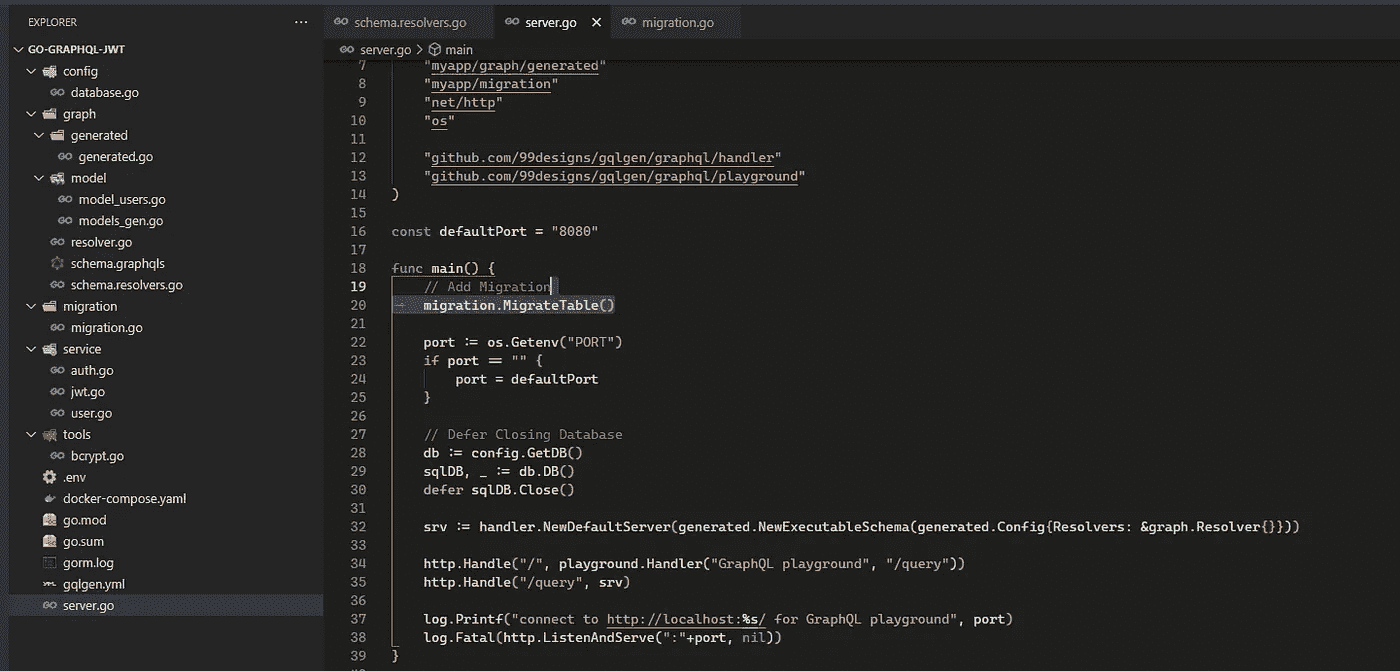 EXPLORER
GO-GRAPHQL-JWT
config
database.go
graph
generated
generated.go
model
model_users.go
models_gen.go
resolver.go
schema.graphqls
schema.resolvers.go
migration
migration.go
service
auth.go
jwt.go
user.go
tools
bcrypt.go
.env
docker-compose.yaml
go.mod
go.sum
gorm.log
gqlgen.yml
server.go
schema.resolvers.go server.go migration.go
server.go > main
7 "myapp/graph/generated"
8 "myapp/migration"
9 "net/http"
10 "os"
11
12 "github.com/99designs/gqlgen/graphql/handler"
13 "github.com/99designs/gqlgen/graphql/playground"
14 )
15
16 const defaultPort = "8080"
17
18 func main() {
19 // Add Migration
20 migration.MigrateTable()
21
22 port := os.Getenv("PORT")
23 if port == "" {
24 port = defaultPort
25 }
26
27 // Defer Closing Database
28 db := config.GetDB()
29 sqlDB, _ := db.DB()
30 defer sqlDB.Close()
31
32 srv := handler.NewDefaultServer(generated.NewExecutableSchema(generated.Config{Resolvers: &graph.Resolver{}}))
33
34 http.Handle("/", playground.Handler("GraphQL playground", "/query"))
35 http.Handle("/query", srv)
36
37 log.Printf("connect to http://localhost:%s/ for GraphQL playground", port)
38 log.Fatal(http.ListenAndServe(":"+port, nil))
39 }